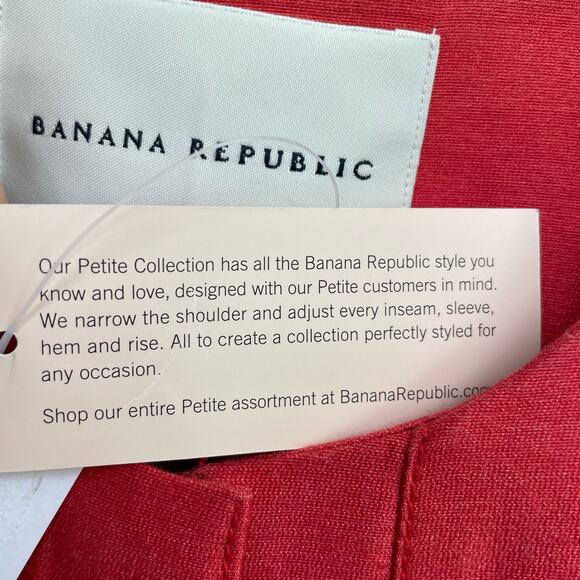 BANANA REPUBLIC
Our Petite Collection has all the Banana Republic style you
know and love, designed with our Petite customers in mind.
We narrow the shoulder and adjust every inseam, sleeve,
hem and rise. All to create a collection perfectly styled for
any occasion.
Shop our entire Petite assortment at BananaRepublic.com